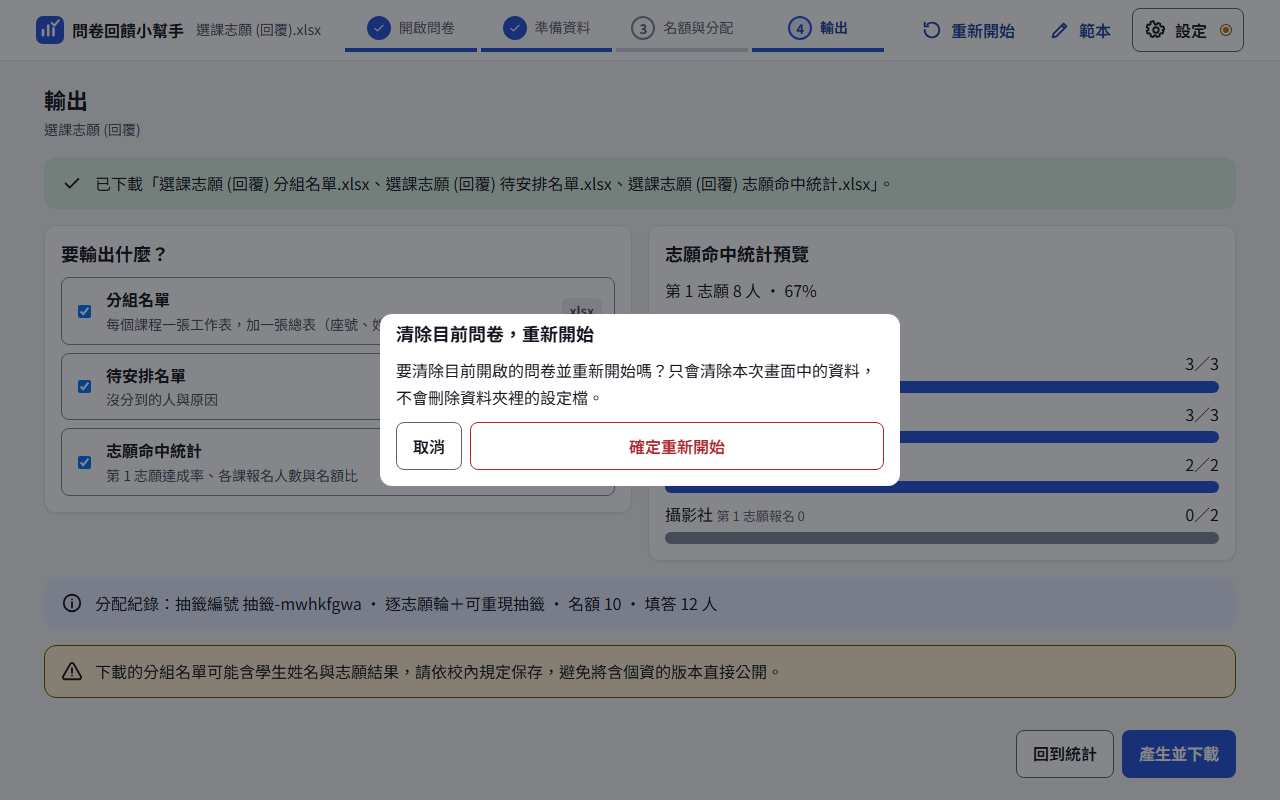 問卷回饋小幫手
選課志願 (回覆).xlsx
開啟問卷
準備資料
3 名額與分配
4 輸出
重新開始
範本
設定
輸出
選課志願 (回覆)
已下載「選課志願 (回覆) 分組名單.xlsx、選課志願 (回覆) 待安排名單.xlsx、選課志願 (回覆) 志願命中統計.xlsx」。
要輸出什麼？
分組名單
xlsx
每個課程一張工作表，加一張總表（座號、
待安排名單
沒分到的人與原因
志願命中統計
第 1 志願達成率、各課報名人數與名額比
志願命中統計預覽
第 1 志願 8 人 · 67%
3／3
3／3
2／2
攝影社 第 1 志願報名 0
0／2
清除目前問卷，重新開始
要清除目前開啟的問卷並重新開始嗎？只會清除本次畫面中的資料，
不會刪除資料夾裡的設定檔。
取消
確定重新開始
分配紀錄：抽籤編號 抽籤-mwhkfgwa · 逐志願輪＋可重現抽籤 · 名額 10 · 填答 12 人
下載的分組名單可能含學生姓名與志願結果，請依校內規定保存，避免將含個資的版本直接公開。
回到統計
產生並下載